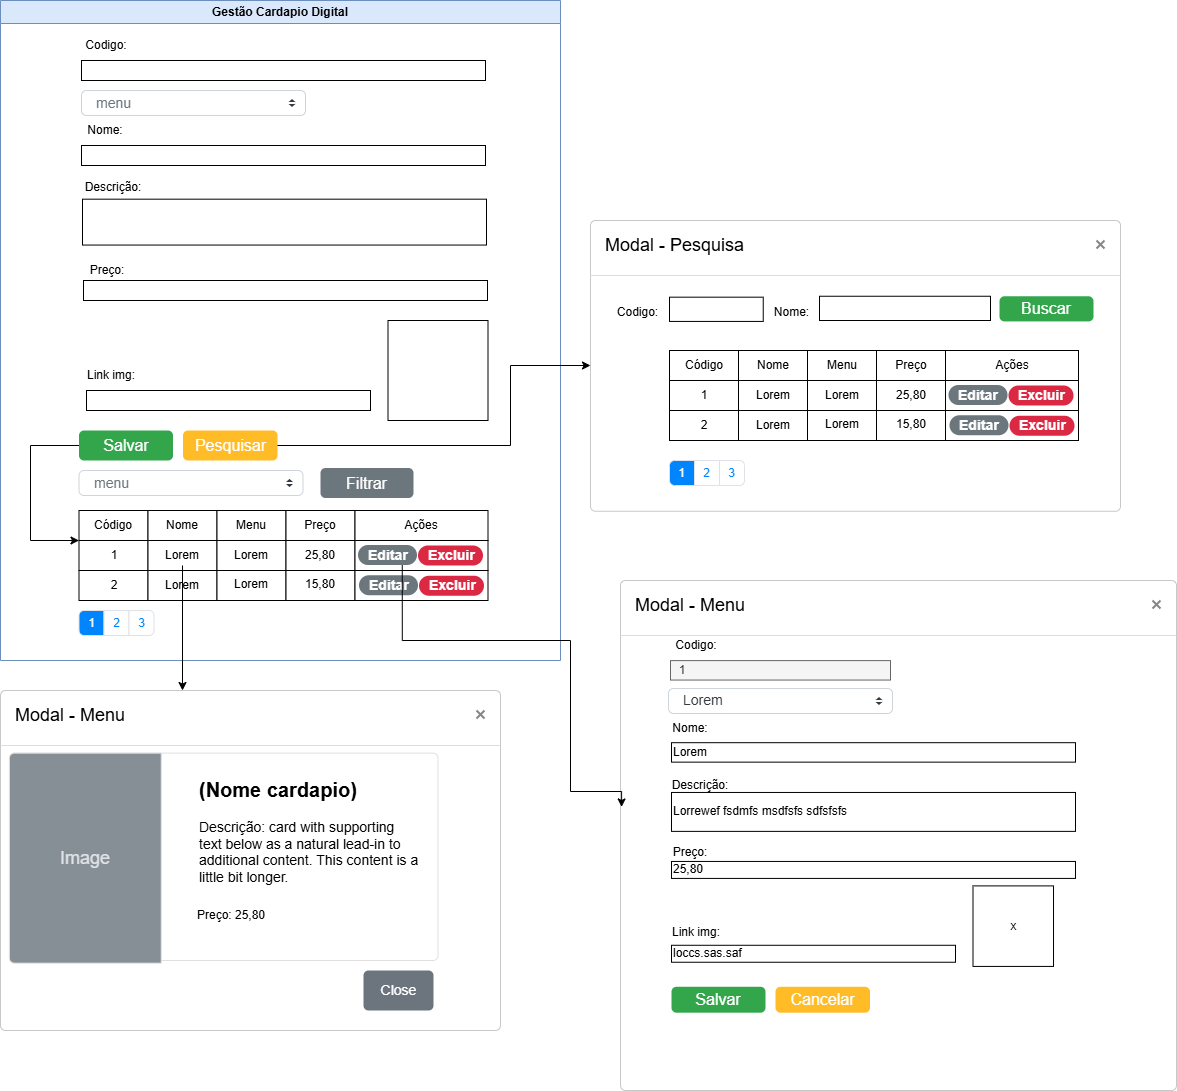 Gestão Cardapio Digital
Codigo:
menu
Nome:
Descrição:
Preço:
Link img:
Salvar Pesquisar
menu Filtrar
Código Nome Menu Preço Ações
1 Lorem Lorem 25,80 Editar Excluir
2 Lorem Lorem 15,80 Editar Excluir
1 2 3
Modal - Pesquisa ×
Codigo: Nome: Buscar
Código Nome Menu Preço Ações
1 Lorem Lorem 25,80 Editar Excluir
2 Lorem Lorem 15,80 Editar Excluir
1 2 3
Modal - Menu ×
Image
(Nome cardapio)
Descrição: card with supporting
text below as a natural lead-in to
additional content. This content is a
little bit longer.
Preço: 25,80
Close
Modal - Menu ×
Codigo:
1
Lorem
Nome:
Lorem
Descrição:
Lorrewef fsdmfs msdfsfs sdfsfsfs
Preço:
25,80
x
Link img:
loccs.sas.saf
Salvar Cancelar